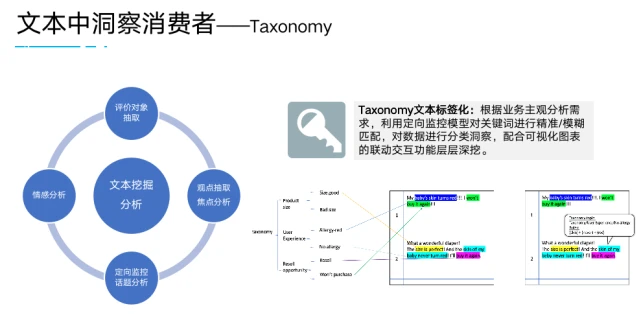 文本中洞察消费者——Taxonomy
评价对象
抽取
情感分析
文本挖掘
分析
观点抽取
焦点分析
定向监控
话题分析
Taxonomy文本标签化：根据业务主观分析需
求，利用定向监控模型对关键词进行精准/模糊
匹配，对数据进行分类洞察，配合可视化图表
的联动交互功能层层深挖。
taxonomy
Product
size
User
Experience
Resell
opportunity
Size good
Bad size
Allergy-red
No allergy
Resell
Won't purchase
1
My baby's skin turns red !!. I won't
buy it again !!
2
What a wonderful diaper!
The size is perfect! And the skin of my
baby never turn red! I'll buy it again
1
My baby's skin turns red !!. I won't
buy it again !!
2
What a wonderful diaper!
The size is perfect! And the skin of my
baby never turn red! I'll buy it again